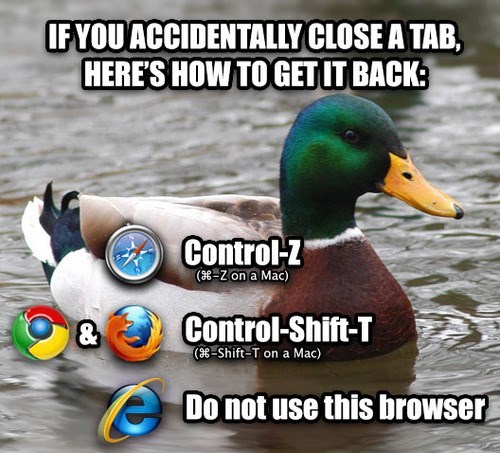 IF YOU ACCIDENTALLY CLOSE A TAB,
HERE'S HOW TO GET IT BACK:
Control-Z
(⌘-Z on a Mac)
& Control-Shift-T
(⌘-Shift-T on a Mac)
Do not use this browser